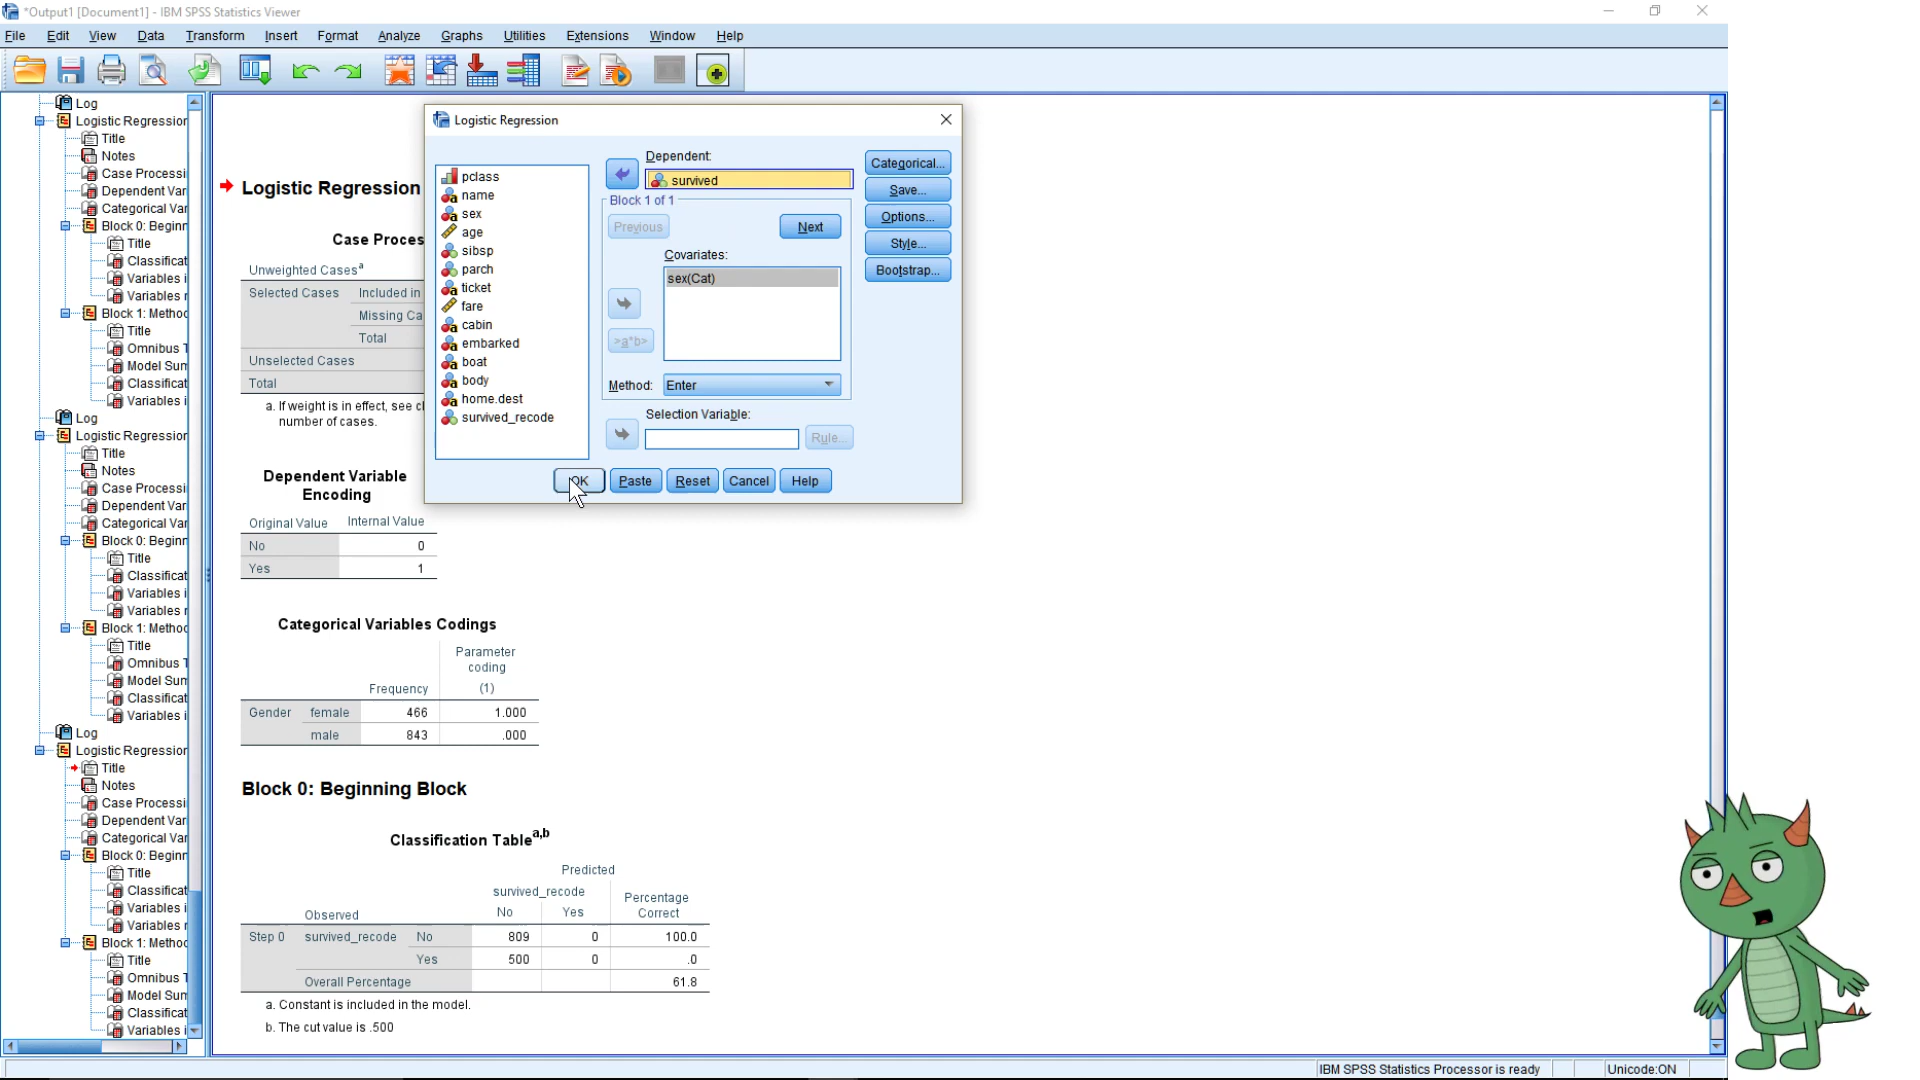 *Output1 [Document1] - IBM SPSS Statistics Viewer
File Edit View Data Transform Insert Format Analyze Graphs Utilities Extensions Window Help
Log
Logistic Regression
Title
Notes
Case Processi
Dependent Var
Categorical Var
Block 0: Beginn
Title
Classificat
Variables i
Variables r
Block 1: Methoc
Title
Omnibus T
Model Sum
Classificat
Variables i
Log
Logistic Regression
Title
Notes
Case Processi
Dependent Var
Categorical Var
Block 0: Beginn
Title
Classificat
Variables i
Variables r
Block 1: Methoc
Title
Omnibus T
Model Sum
Classificat
Variables i
Log
Logistic Regression
Title
Notes
Case Processi
Dependent Var
Categorical Var
Block 0: Beginn
Title
Classificat
Variables i
Variables r
Block 1: Methoc
Title
Omnibus T
Model Sum
Classificat
Variables i
Logistic Regression
Case Proces
Unweighted Cases a
Selected Cases Included in
Missing Ca
Total
Unselected Cases
Total
a. If weight is in effect, see cl
number of cases.
Dependent Variable
Encoding
Original Value Internal Value
No 0
Yes 1
Categorical Variables Codings
Parameter
coding
Frequency (1)
Gender female 466 1.000
male 843 .000
Block 0: Beginning Block
Classification Table a,b
Predicted
survived_recode Percentage
Observed No Yes Correct
Step 0 survived_recode No 809 0 100.0
Yes 500 0 .0
Overall Percentage 61.8
a. Constant is included in the model.
b. The cut value is .500
Logistic Regression
pclass
name
sex
age
sibsp
parch
ticket
fare
cabin
embarked
boat
body
home.dest
survived_recode
Dependent:
survived
Block 1 of 1
Previous Next
Covariates:
sex(Cat)
>a*b>
Method: Enter
Selection Variable:
Rule...
Categorical...
Save...
Options...
Style...
Bootstrap...
OK Paste Reset Cancel Help
IBM SPSS Statistics Processor is ready Unicode:ON